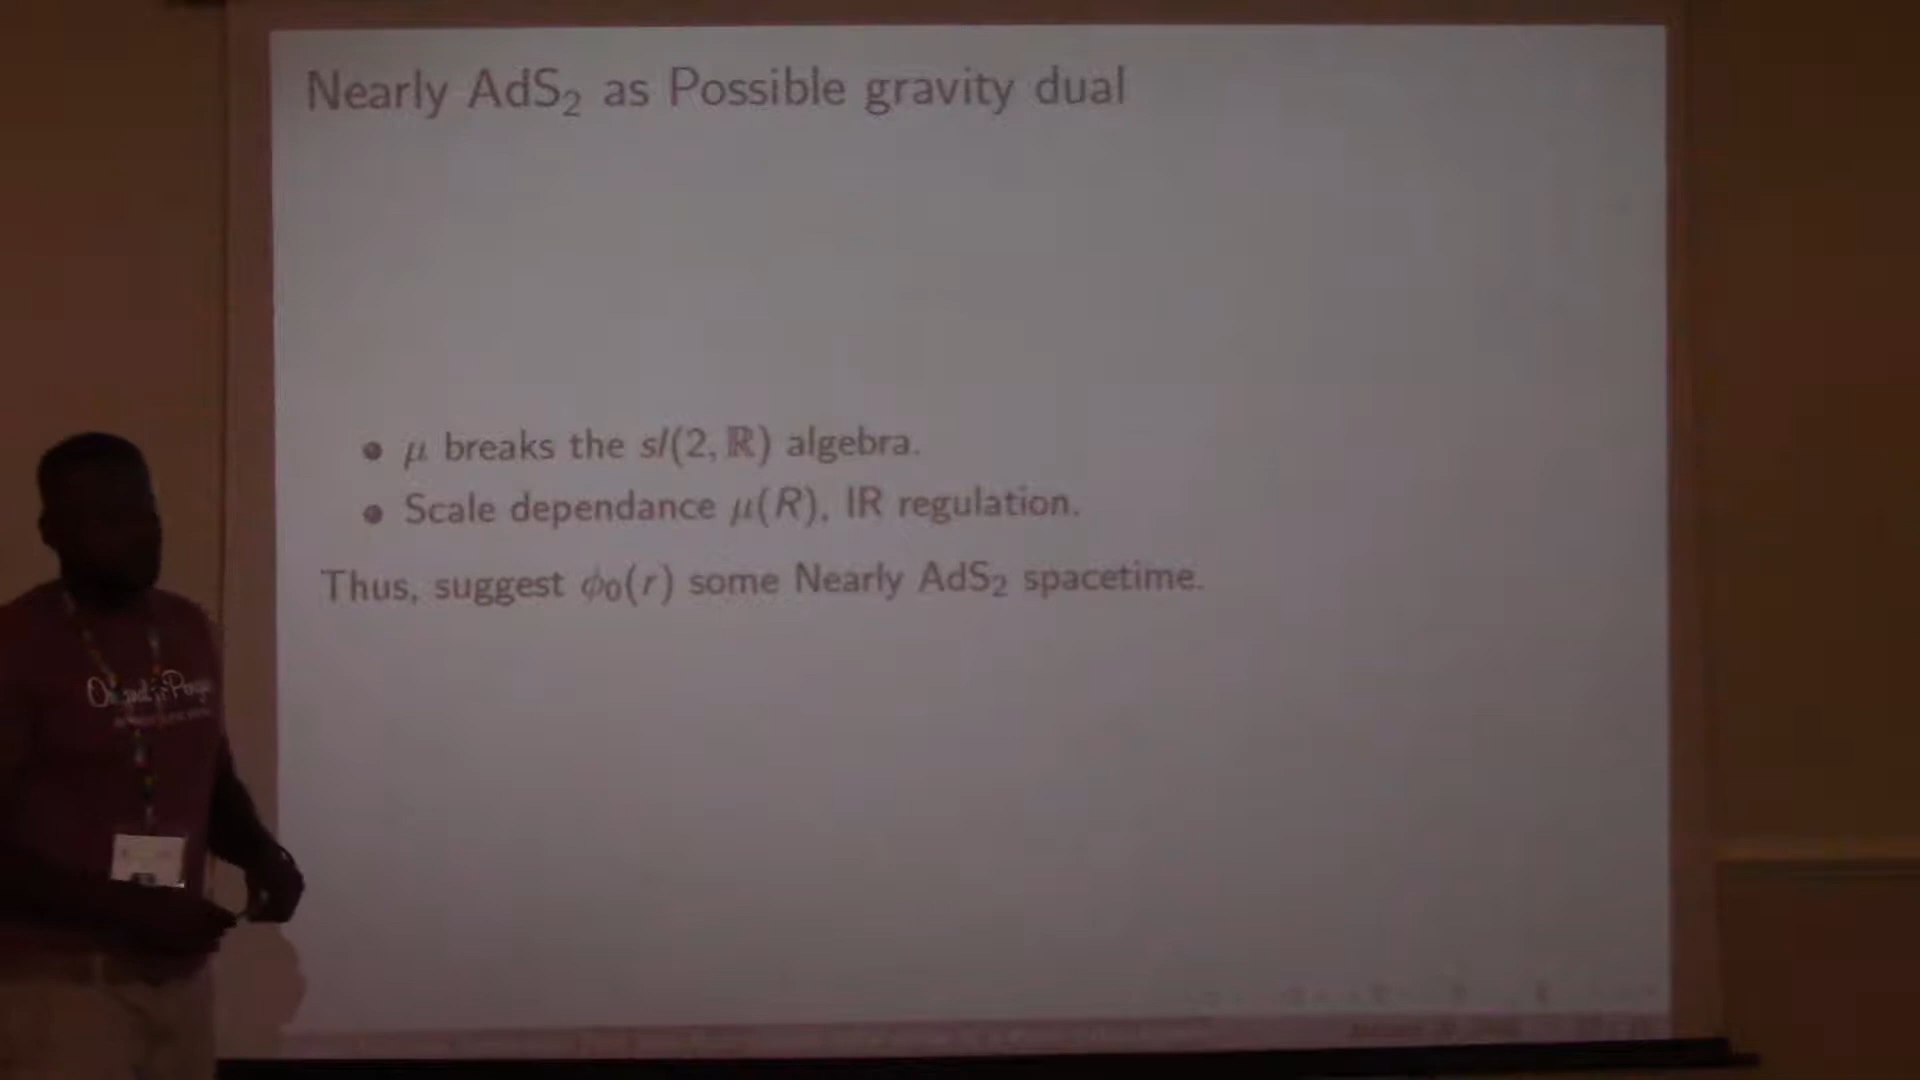 Nearly AdS₂ as Possible gravity dual
• μ breaks the sl(2, ℝ) algebra.
• Scale dependance μ(R), IR regulation.
Thus, suggest ϕ₀(r) some Nearly AdS₂ spacetime.